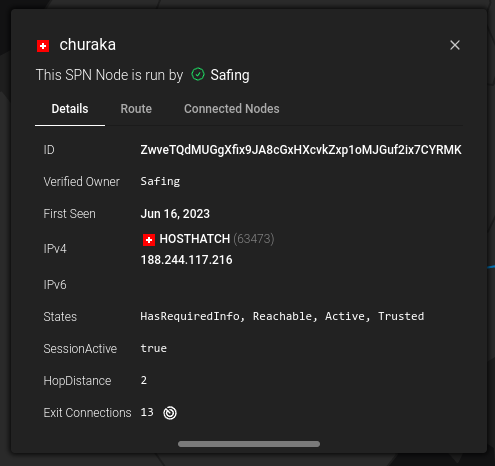 churaka
This SPN Node is run by Safing
Details Route Connected Nodes
ID ZwveTQdMUGgXfix9JA8cGxHXcvkZxp1oMJGuf2ix7CYRMK
Verified Owner Safing
First Seen Jun 16, 2023
IPv4 HOSTHATCH (63473)
188.244.117.216
IPv6
States HasRequiredInfo, Reachable, Active, Trusted
SessionActive true
HopDistance 2
Exit Connections 13